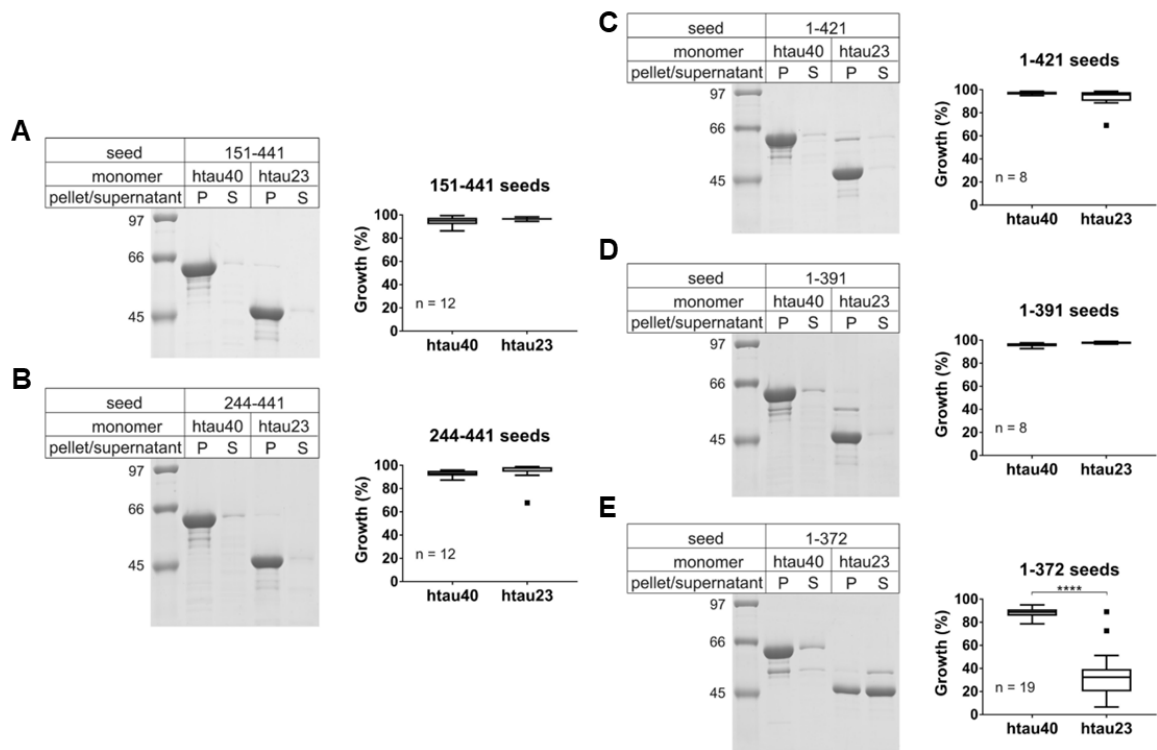 A
seed 151-441
monomer htau40 htau23
pellet/supernatant P S P S
97
66
45
151-441 seeds
Growth (%)
100
80
60
40
20
0
n = 12
htau40 htau23
B
seed 244-441
monomer htau40 htau23
pellet/supernatant P S P S
97
66
45
244-441 seeds
Growth (%)
100
80
60
40
20
0
n = 12
htau40 htau23
C
seed 1-421
monomer htau40 htau23
pellet/supernatant P S P S
97
66
45
1-421 seeds
Growth (%)
100
80
60
40
20
0
n = 8
htau40 htau23
D
seed 1-391
monomer htau40 htau23
pellet/supernatant P S P S
97
66
45
1-391 seeds
Growth (%)
100
80
60
40
20
0
n = 8
htau40 htau23
E
seed 1-372
monomer htau40 htau23
pellet/supernatant P S P S
97
66
45
1-372 seeds
****
Growth (%)
100
80
60
40
20
0
n = 19
htau40 htau23